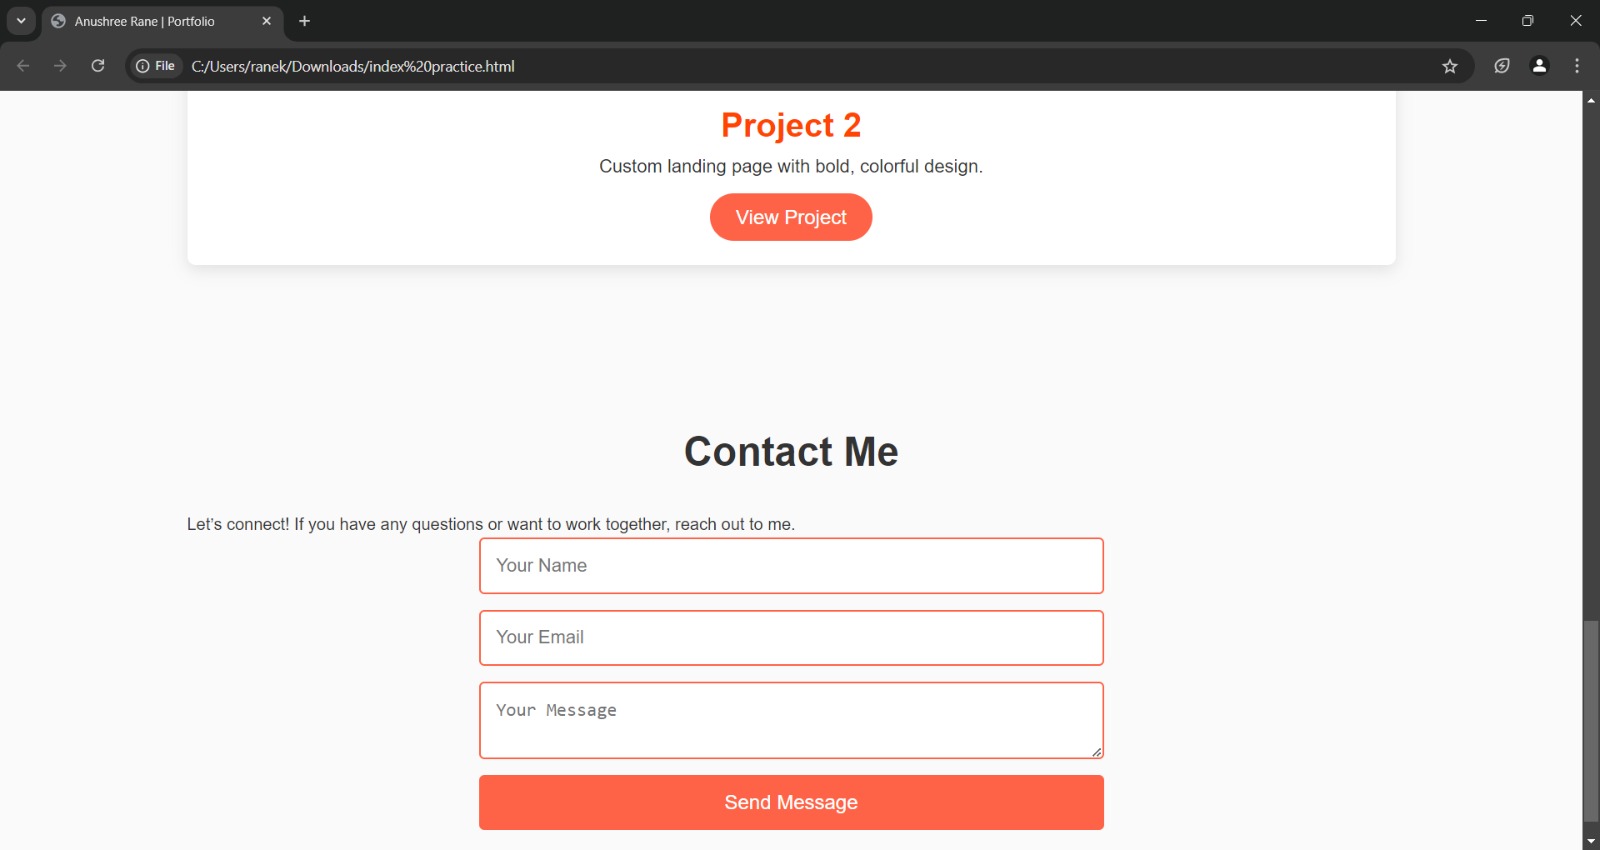 Anushree Rane | Portfolio
File C:/Users/ranek/Downloads/index%20practice.html
Project 2
Custom landing page with bold, colorful design.
View Project
Contact Me
Let’s connect! If you have any questions or want to work together, reach out to me.
Your Name
Your Email
Your Message
Send Message